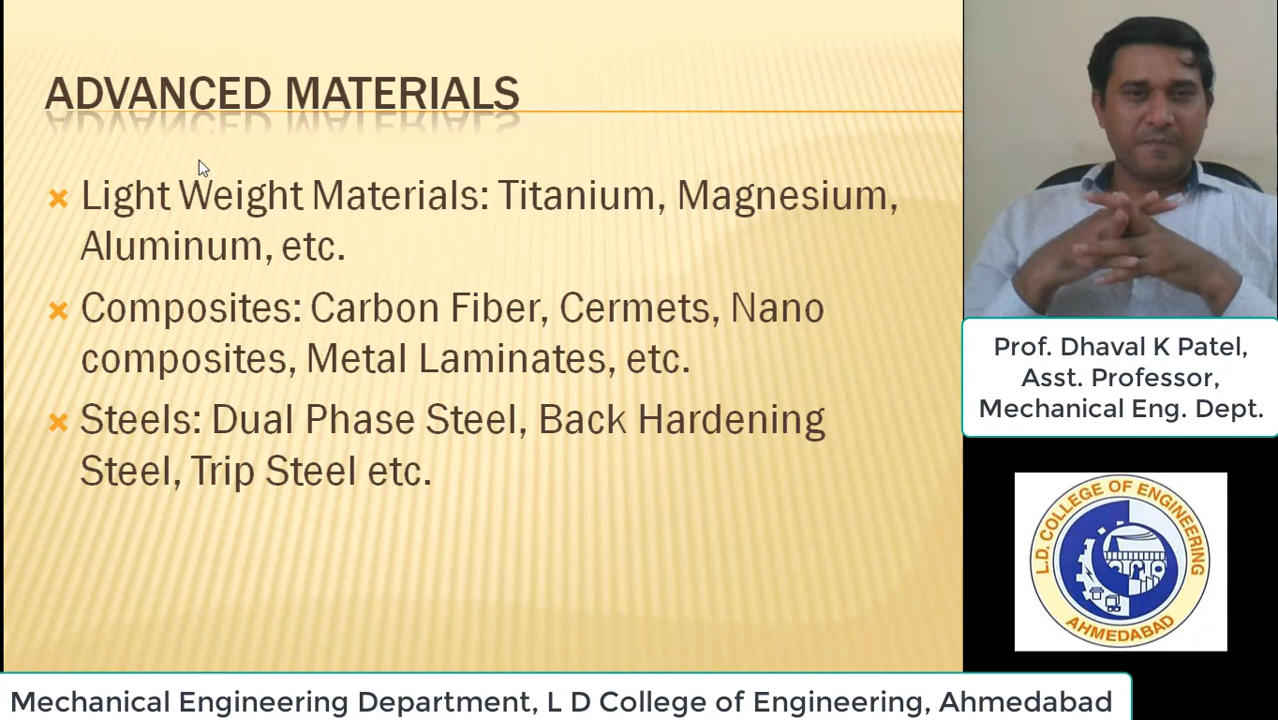 ADVANCED MATERIALS
Light Weight Materials: Titanium, Magnesium,
Aluminum, etc.
Composites: Carbon Fiber, Cermets, Nano
composites, Metal Laminates, etc.
Steels: Dual Phase Steel, Back Hardening
Steel, Trip Steel etc.
Prof. Dhaval K Patel,
Asst. Professor,
Mechanical Eng. Dept.
L.D. COLLEGE OF ENGINEERING
AHMEDABAD
Mechanical Engineering Department, L D College of Engineering, Ahmedabad